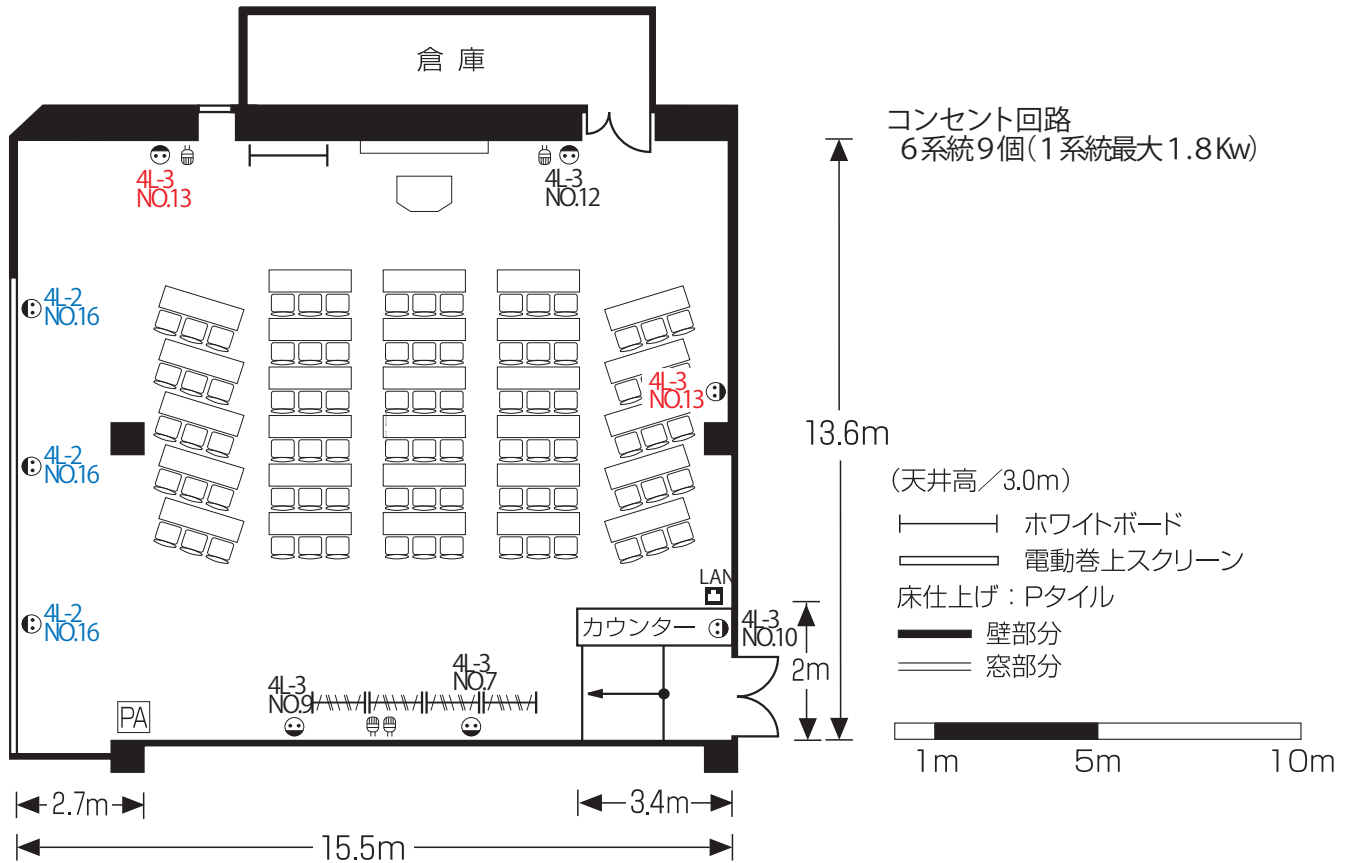 倉 庫
コンセント回路
6系統9個(1系統最大1.8Kw)
4L-3
NO.13
4L-3
NO.12
4L-2
NO.16
4L-3
NO.13
13.6m
4L-2
NO.16
(天井高/3.0m)
ホワイトボード
電動巻上スクリーン
床仕上げ：Pタイル
壁部分
窓部分
LAN
4L-2
NO.16
カウンター
4L-3
NO.10
2m
4L-3
NO.9
4L-3
NO.7
PA
1m
5m
10m
2.7m
3.4m
15.5m